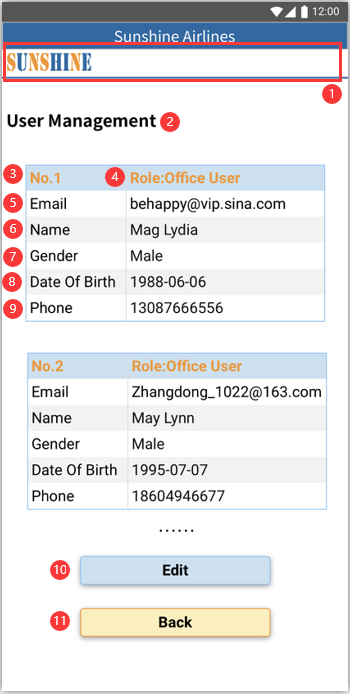 12:00
Sunshine Airlines
SUNSHINE
1
User Management 2
3 No.1 4 Role:Office User
5 Email behappy@vip.sina.com
6 Name Mag Lydia
7 Gender Male
8 Date Of Birth 1988-06-06
9 Phone 13087666556
No.2 Role:Office User
Email Zhangdong_1022@163.com
Name May Lynn
Gender Male
Date Of Birth 1995-07-07
Phone 18604946677
......
10 Edit
11 Back